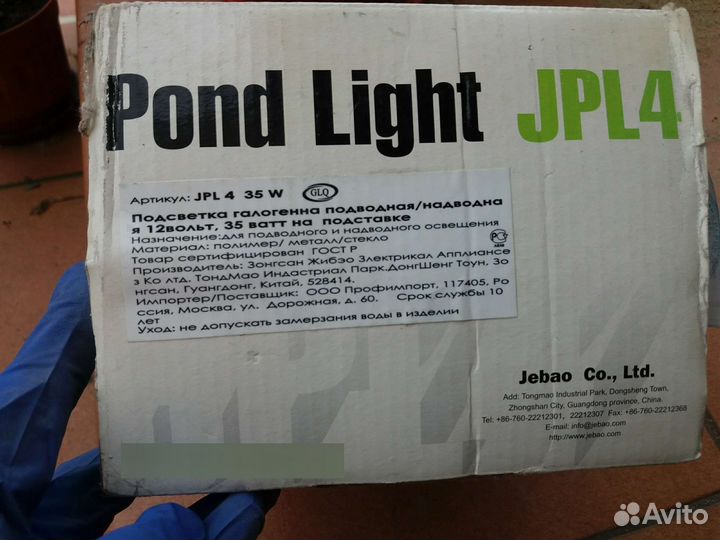 Pond Light JPL4
Артикул: JPL 4 35 W GLQ
Подсветка галогенна подводная/надводна
я 12вольт, 35 ватт на подставке
Назначение:для подводного и надводного освещения
Материал: полимер/ металл/стекло
Товар сертифицирован ГОСТ Р
Производитель: Зонгсан Жибэо Электрикал Апплиансе
з Ко лтд. ТондМао Индастриал Парк.ДонгШенг Тоун, Зо
нгсан, Гуангдонг, Китай, 528414.
Импортер/Поставщик: ООО Профимпорт, 117405, Ро
ссия, Москва, ул. Дорожная, д. 60. Срок службы 10
лет
Уход: не допускать замерзания воды в изделии
Jebao Co., Ltd.
Add: Tongmao Industrial Park, Dongsheng Town,
Zhongshan City, Guangdong province, China.
Tel: +86-760-22212301, 22212307 Fax: +86-760-22212368
E-mail: info@jebao.com
http://www.jebao.com
Avito